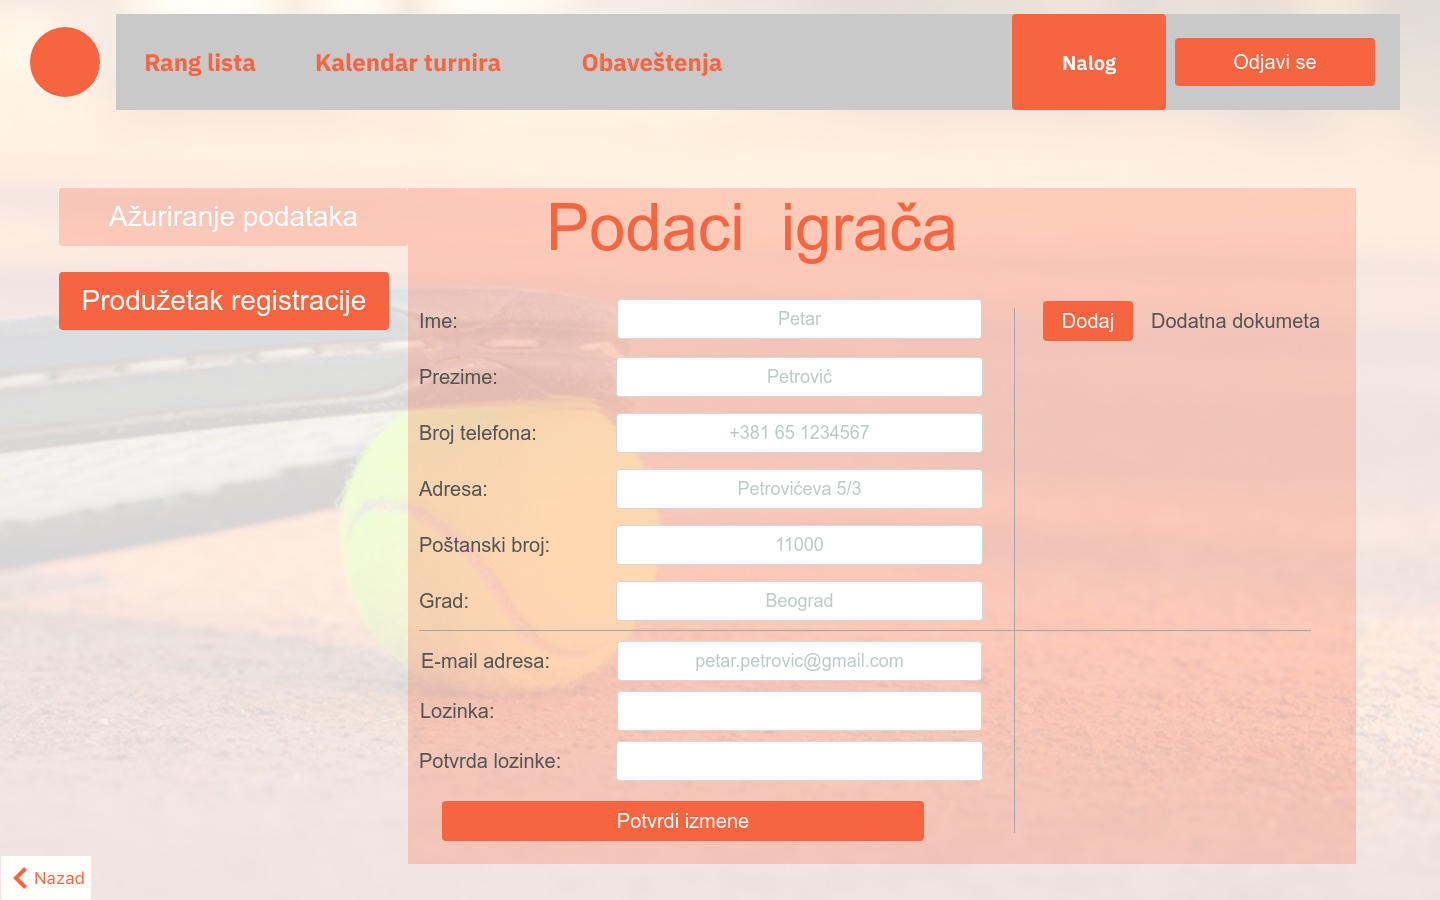 Rang lista
Kalendar turnira
Obaveštenja
Nalog
Odjavi se
Ažuriranje podataka
Produžetak registracije
Podaci igrača
Ime:
Petar
Dodaj
Dodatna dokumeta
Prezime:
Petrović
Broj telefona:
+381 65 1234567
Adresa:
Petrovićeva 5/3
Poštanski broj:
11000
Grad:
Beograd
E-mail adresa:
petar.petrovic@gmail.com
Lozinka:
Potvrda lozinke:
Potvrdi izmene
Nazad